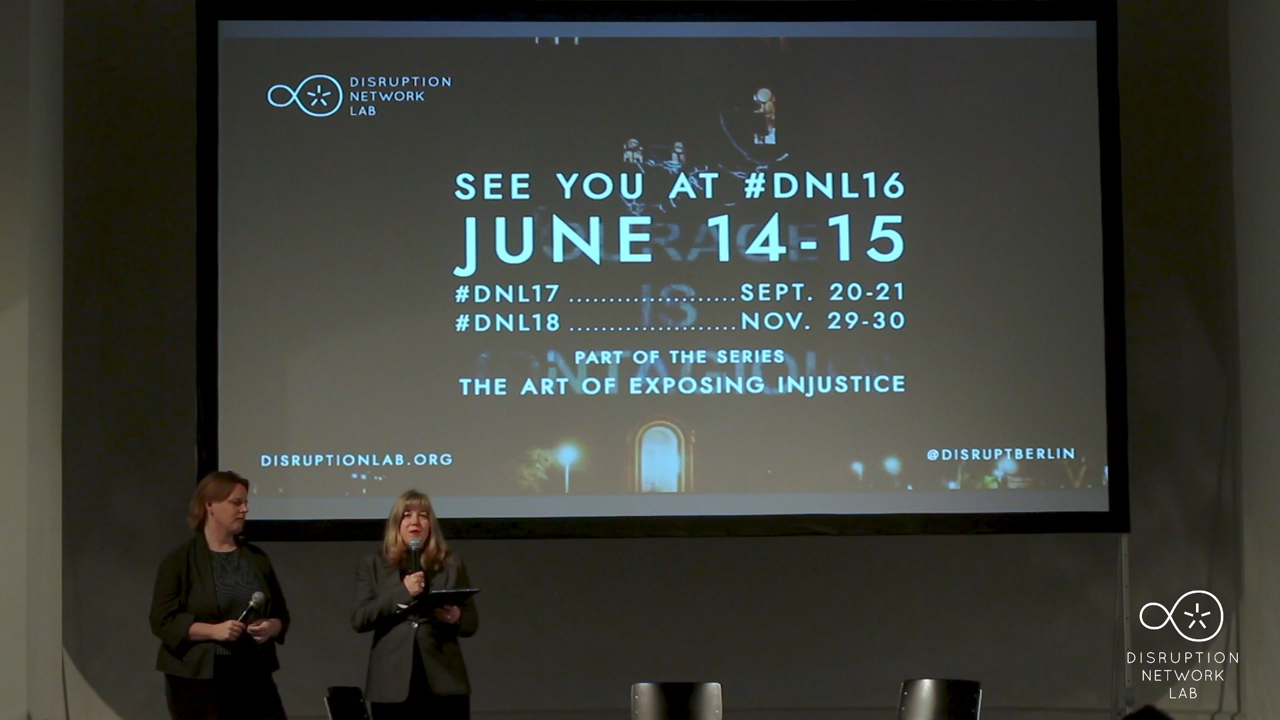 DISRUPTION
NETWORK
LAB
SEE YOU AT #DNL16
JUNE 14-15
#DNL17 ..................... SEPT. 20-21
#DNL18 ..................... NOV. 29-30
PART OF THE SERIES
THE ART OF EXPOSING INJUSTICE
DISRUPTIONLAB.ORG
@DISRUPTBERLIN
DISRUPTION
NETWORK
LAB